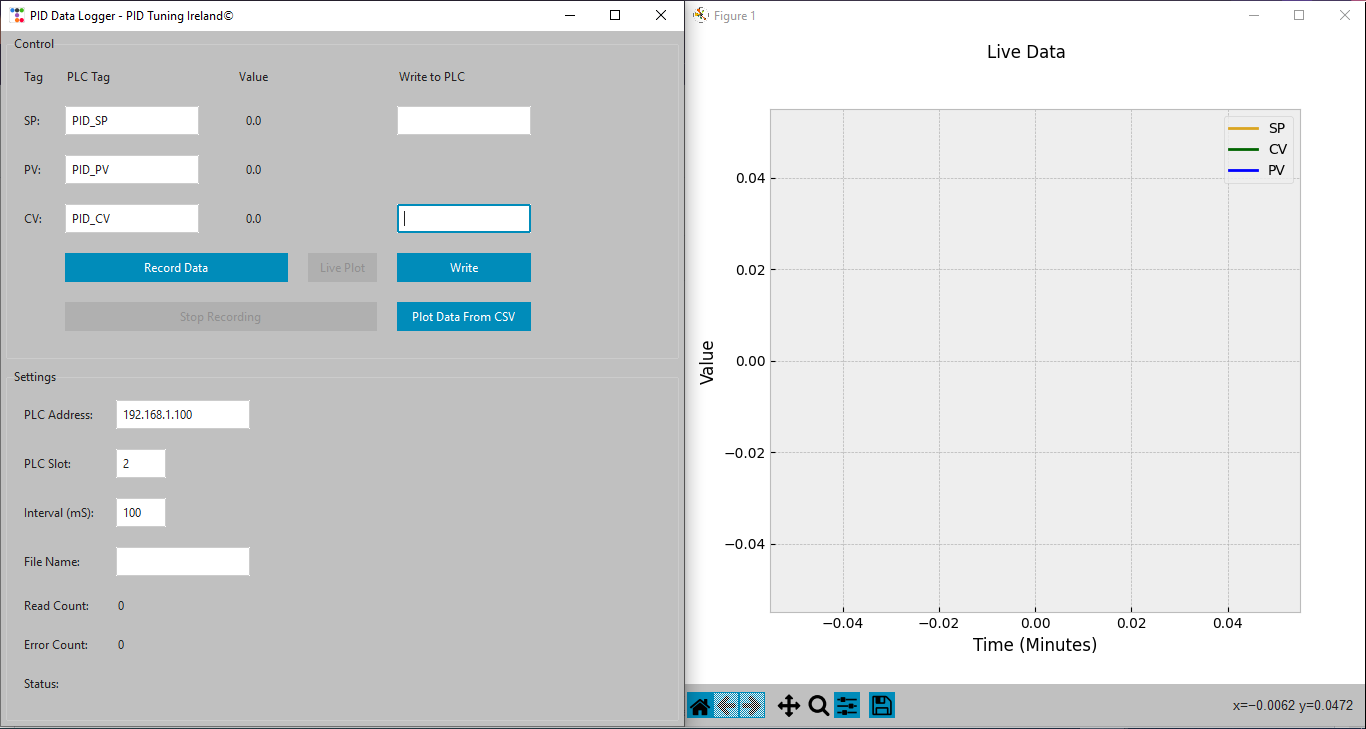 PID Data Logger - PID Tuning Ireland©
Control
Tag PLC Tag Value Write to PLC
SP: PID_SP 0.0
PV: PID_PV 0.0
CV: PID_CV 0.0
Record Data Live Plot Write
Stop Recording Plot Data From CSV
Settings
PLC Address: 192.168.1.100
PLC Slot: 2
Interval (mS): 100
File Name:
Read Count: 0
Error Count: 0
Status:
Figure 1
Live Data
SP
CV
PV
0.04
0.02
0.00
−0.02
−0.04
Value
−0.04 −0.02 0.00 0.02 0.04
Time (Minutes)
x=−0.0062 y=0.0472